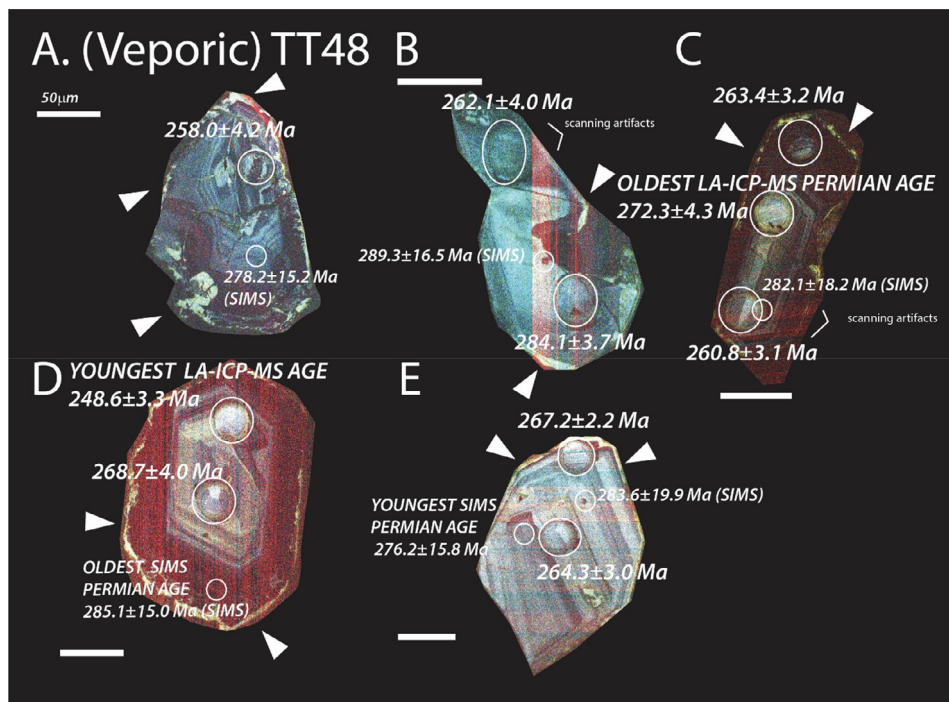 A. (Veporic) TT48
50µm
258.0±4.2 Ma
278.2±15.2 Ma
(SIMS)
B
262.1±4.0 Ma
scanning artifacts
289.3±16.5 Ma (SIMS)
284.1±3.7 Ma
C
263.4±3.2 Ma
OLDEST LA-ICP-MS PERMIAN AGE
272.3±4.3 Ma
282.1±18.2 Ma (SIMS)
scanning artifacts
260.8±3.1 Ma
D
YOUNGEST LA-ICP-MS AGE
248.6±3.3 Ma
268.7±4.0 Ma
OLDEST SIMS
PERMIAN AGE
285.1±15.0 Ma (SIMS)
E
267.2±2.2 Ma
283.6±19.9 Ma (SIMS)
YOUNGEST SIMS
PERMIAN AGE
276.2±15.8 Ma
264.3±3.0 Ma